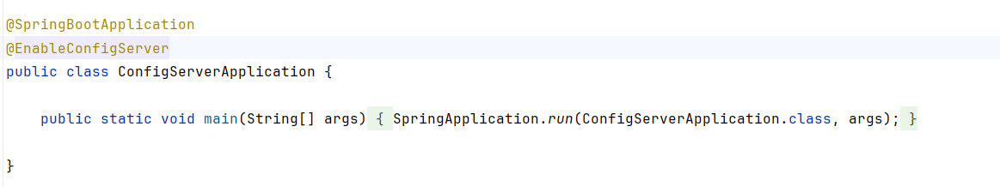 @SpringBootApplication
@EnableConfigServer
public class ConfigServerApplication {
public static void main(String[] args) { SpringApplication.run(ConfigServerApplication.class, args); }
}